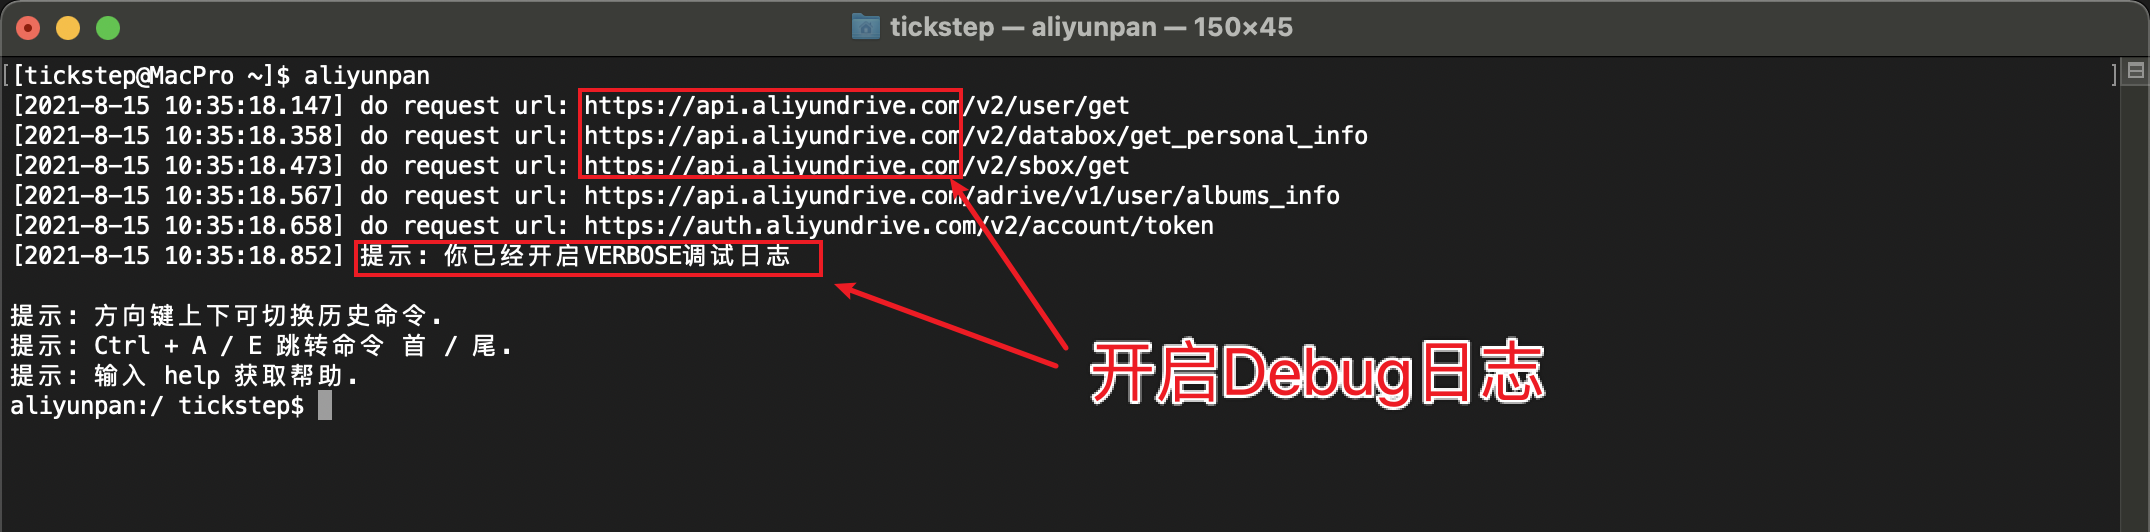 tickstep — aliyunpan — 150×45
[[tickstep@MacPro ~]$ aliyunpan ]
[2021-8-15 10:35:18.147] do request url: https://api.aliyundrive.com/v2/user/get
[2021-8-15 10:35:18.358] do request url: https://api.aliyundrive.com/v2/databox/get_personal_info
[2021-8-15 10:35:18.473] do request url: https://api.aliyundrive.com/v2/sbox/get
[2021-8-15 10:35:18.567] do request url: https://api.aliyundrive.com/adrive/v1/user/albums_info
[2021-8-15 10:35:18.658] do request url: https://auth.aliyundrive.com/v2/account/token
[2021-8-15 10:35:18.852] 提示: 你已经开启VERBOSE调试日志
提示: 方向键上下可切换历史命令.
提示: Ctrl + A / E 跳转命令 首 / 尾.
提示: 输入 help 获取帮助.
aliyunpan:/ tickstep$
开启Debug日志